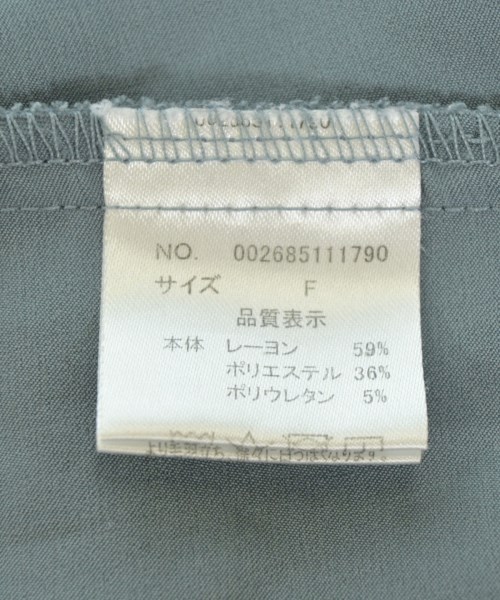 NO. 002685111790
サイズ F
品質表示
本体 レーヨン 59%
ポリエステル 36%
ポリウレタン 5%